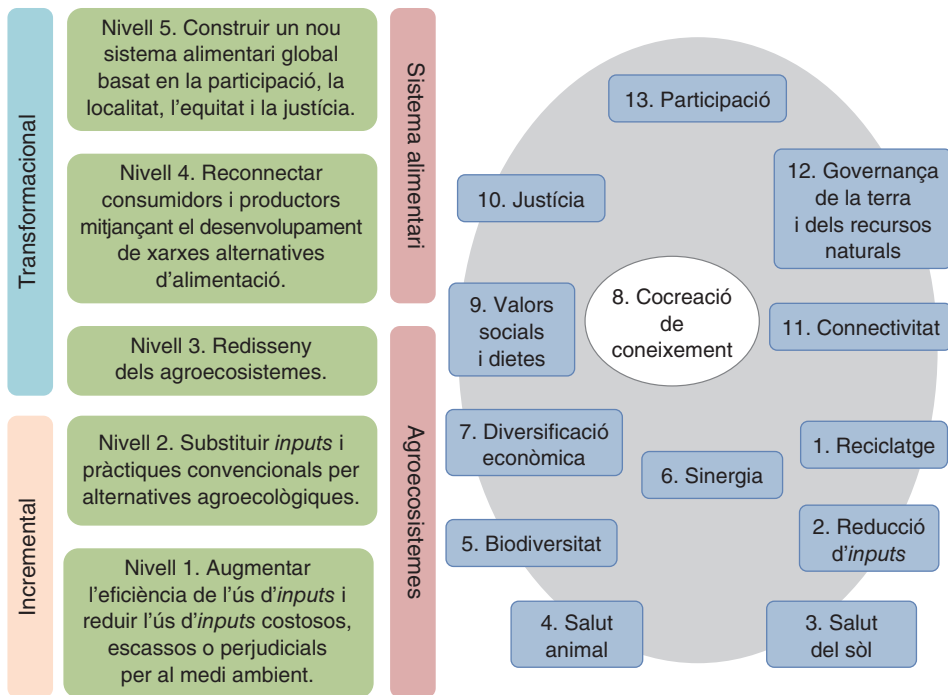 Transformacional
Incremental
Nivell 5. Construir un nou
sistema alimentari global
basat en la participació, la
localitat, l’equitat i la justícia.
Nivell 4. Reconnectar
consumidors i productors
mitjançant el desenvolupament
de xarxes alternatives
d’alimentació.
Nivell 3. Redisseny
dels agroecosistemes.
Nivell 2. Substituir inputs i
pràctiques convencionals per
alternatives agroecològiques.
Nivell 1. Augmentar
l’eficiència de l’ús d’inputs i
reduir l’ús d’inputs costosos,
escassos o perjudicials
per al medi ambient.
Sistema alimentari
Agroecosistemes
13. Participació
12. Governança
de la terra
i dels recursos
naturals
10. Justícia
8. Cocreació
de
coneixement
9. Valors
socials
i dietes
11. Connectivitat
7. Diversificació
econòmica
1. Reciclatge
6. Sinergia
2. Reducció
d’inputs
5. Biodiversitat
4. Salut
animal
3. Salut
del sòl